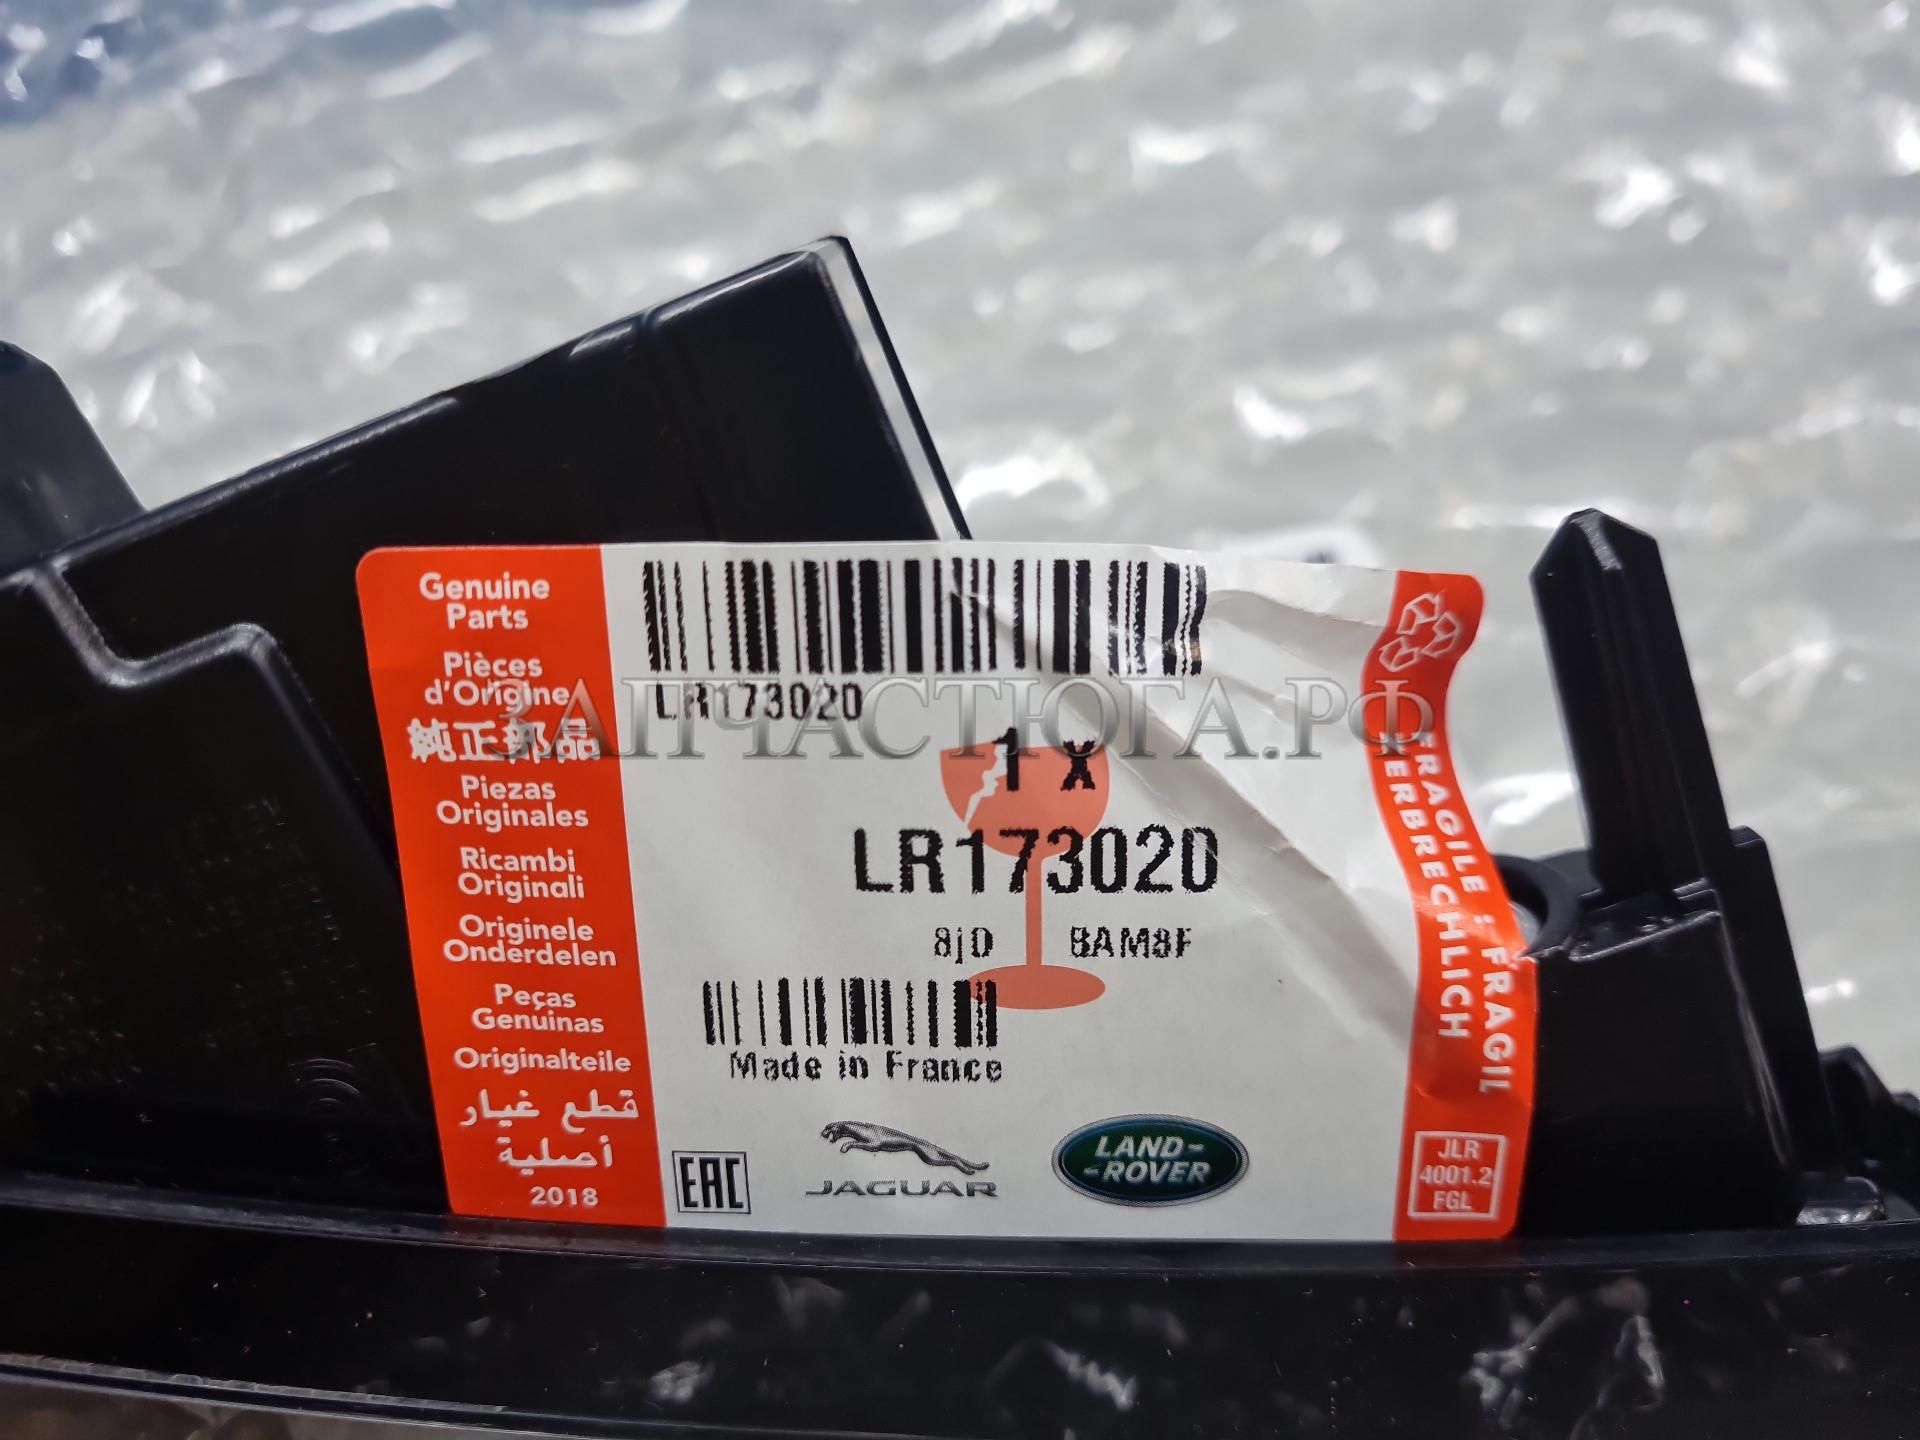 Genuine
Parts
Pièces
d'Origine
純正部品
Piezas
Originales
Ricambi
Originali
Originele
Onderdelen
Peças
Genuinas
Originalteile
قطع غيار
أصلية
2018
LR173020
ЗАПЧАСТЮГА.РФ
1 x
LR173020
8jD BAM8F
Made in France
EAC
JAGUAR
LAND-
-ROVER
FRAGILE : FRAGIL
ZERBRECHLICH
JLR
4001.2
FGL